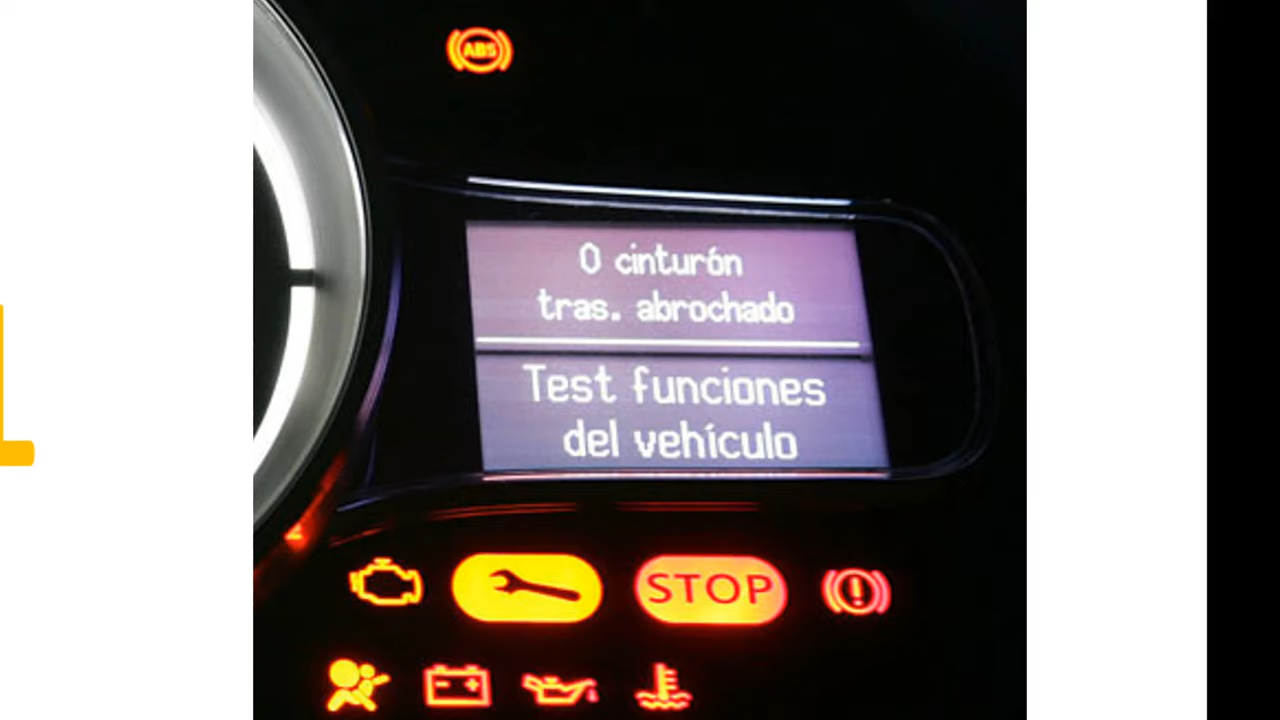 ABS
0 cinturón
tras. abrochado
Test funciones
del vehículo
STOP